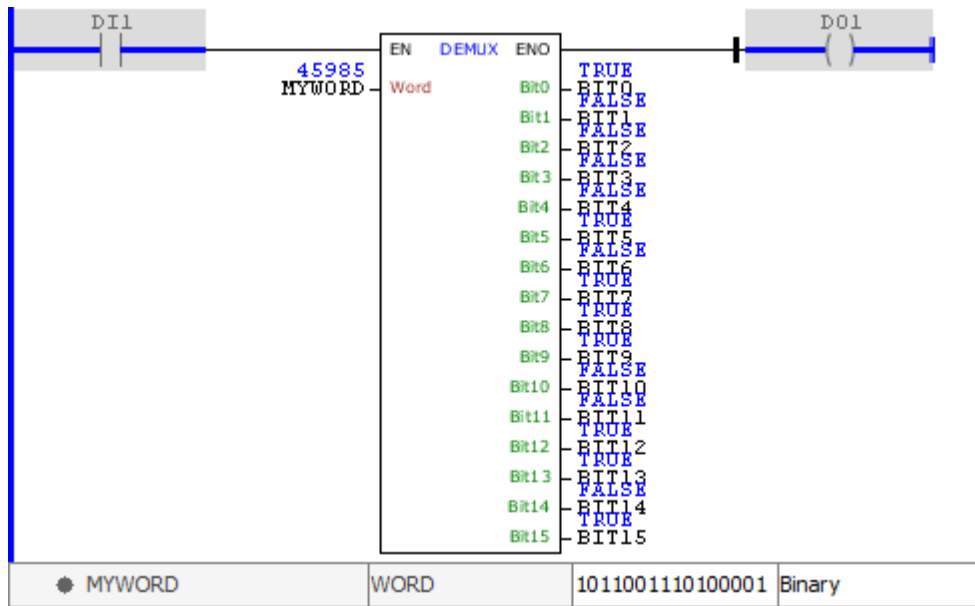 DI1 DO1
EN DEMUX ENO
45985 TRUE
MYWORD Word Bit0 BIT0
FALSE
Bit1 BIT1
FALSE
Bit2 BIT2
FALSE
Bit3 BIT3
FALSE
Bit4 BIT4
TRUE
Bit5 BIT5
FALSE
Bit6 BIT6
TRUE
Bit7 BIT7
TRUE
Bit8 BIT8
TRUE
Bit9 BIT9
FALSE
Bit10 BIT10
FALSE
Bit11 BIT11
TRUE
Bit12 BIT12
TRUE
Bit13 BIT13
FALSE
Bit14 BIT14
TRUE
Bit15 BIT15
MYWORD WORD 1011001110100001 Binary